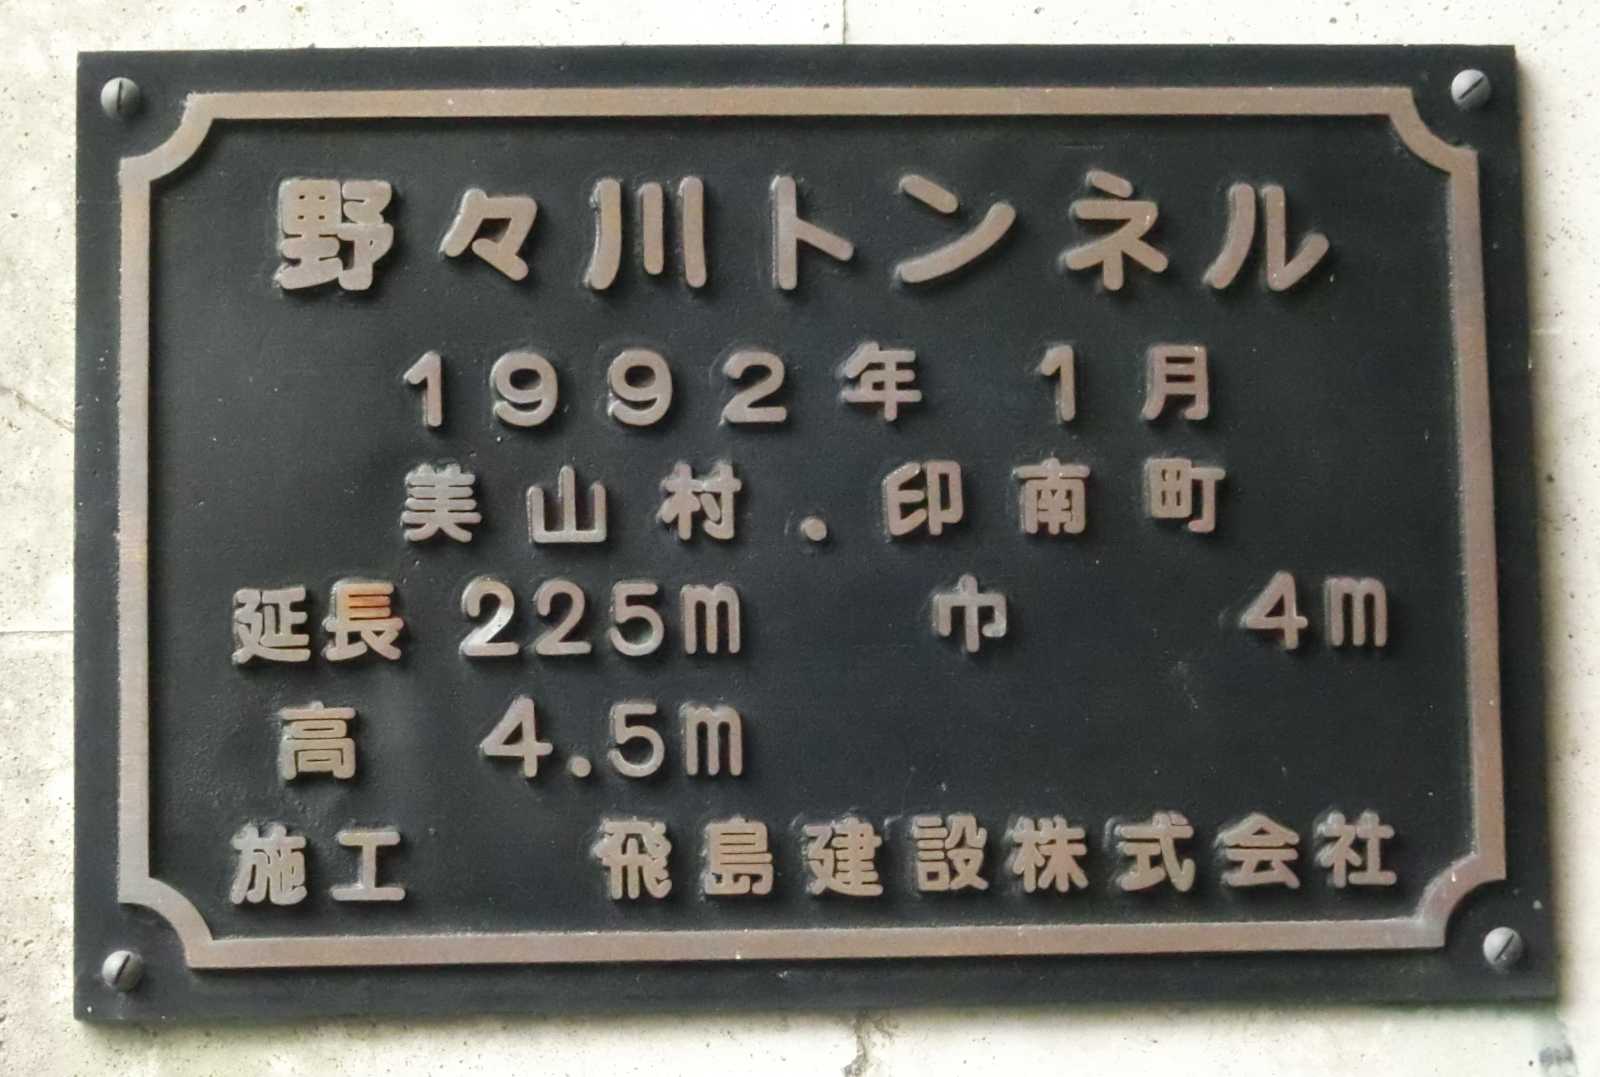 野々川トンネル
1992年 1月
美山村.印南町
延長 225m 巾 4m
高 4.5m
施工 飛島建設株式会社